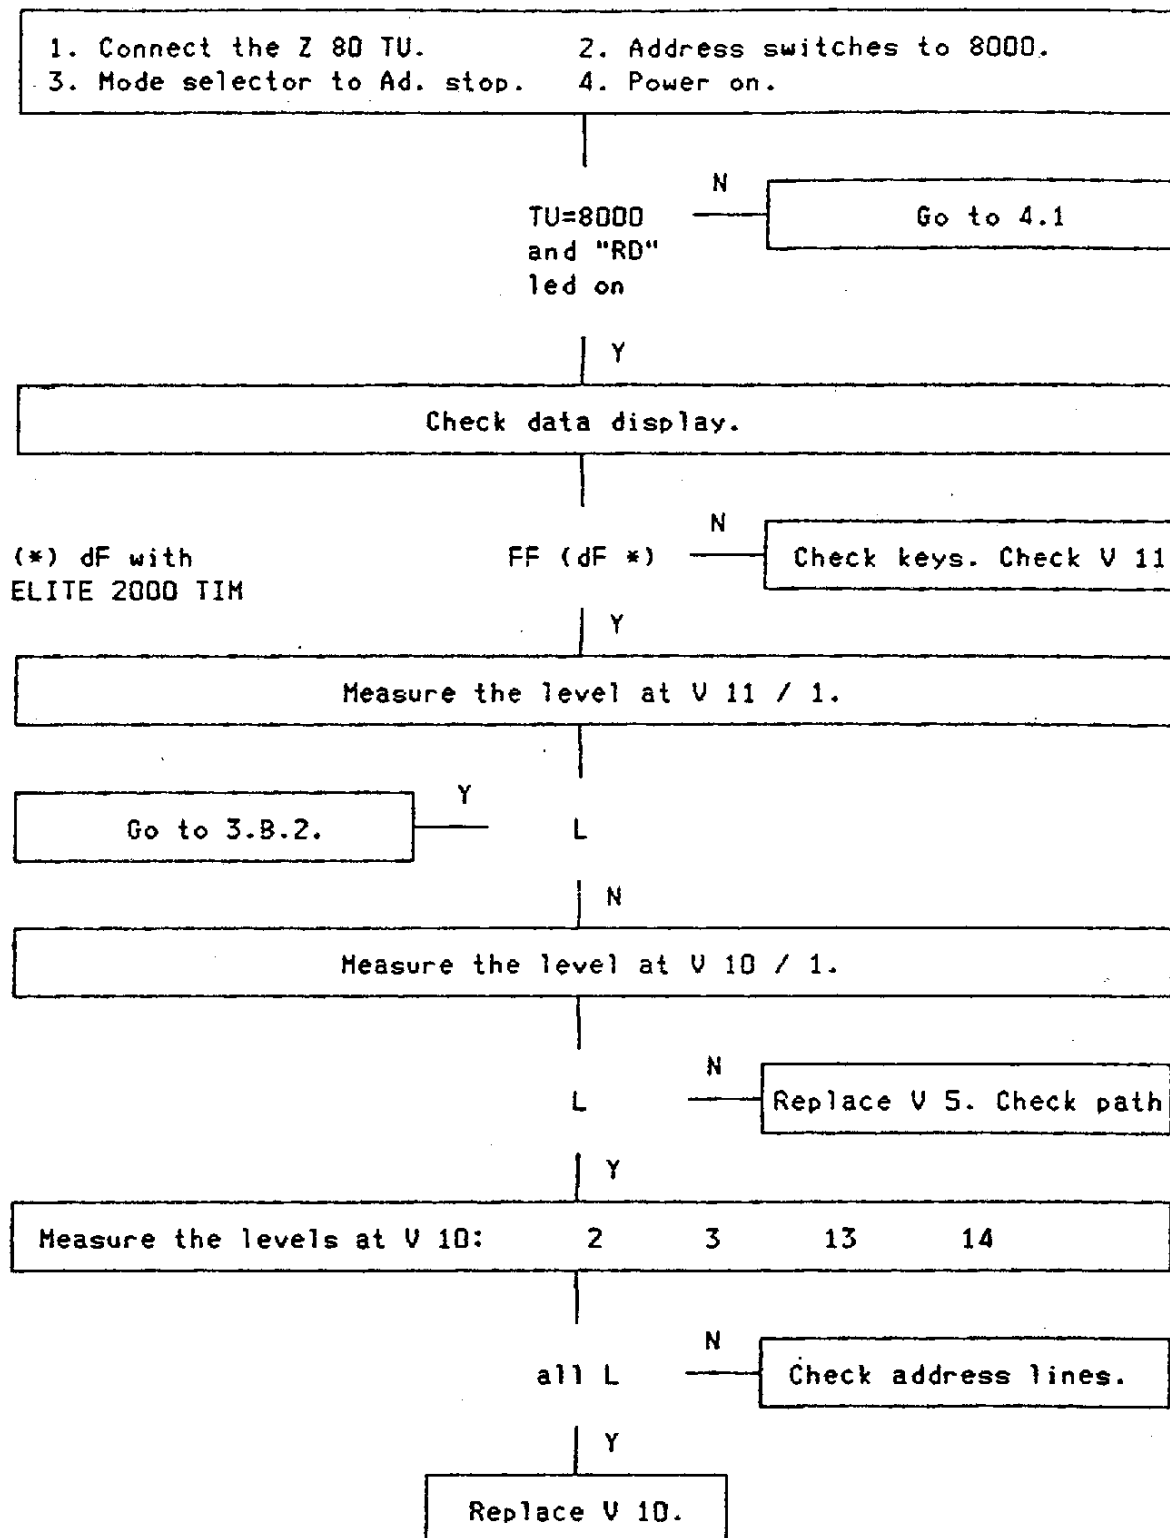 1. Connect the Z 80 TU. 2. Address switches to 8000.
3. Mode selector to Ad. stop. 4. Power on.
N
TU=8000
and "RD"
led on
Go to 4.1
Y
Check data display.
N
(*) dF with
ELITE 2000 TIM
FF (dF *)
Check keys. Check V 11
Y
Measure the level at V 11 / 1.
Y
Go to 3.B.2.
L
N
Measure the level at V 10 / 1.
N
L
Replace V 5. Check path
Y
Measure the levels at V 10: 2 3 13 14
N
all L
Check address lines.
Y
Replace V 10.